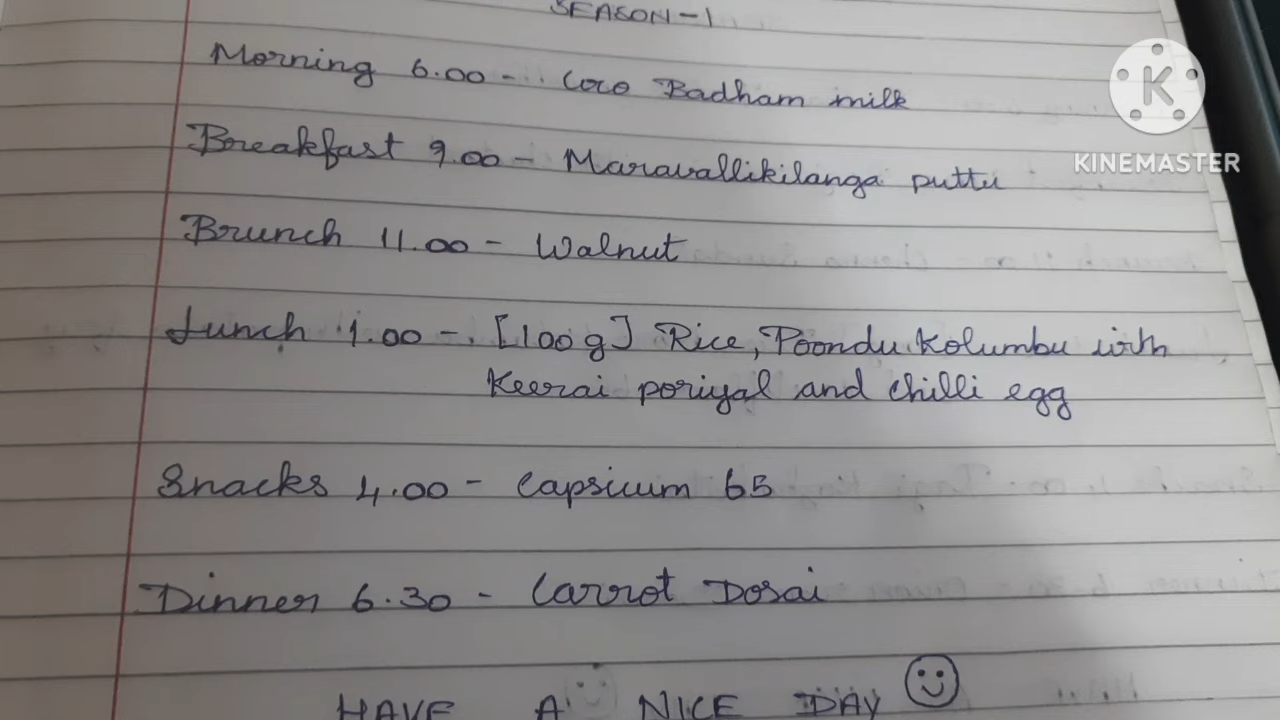 SEASON-1
Morning 6.00 - Coco Badham milk
KINEMASTER
Breakfast 9.00 - Maravallikilanga puttu
Brunch 11.00 - Walnut
Lunch 1.00 - [100g] Rice, Poondu Kolumbu with
Keerai poriyal and chilli egg
Snacks 4.00 - Capsicum 65
Dinner 6.30 - Carrot Dosai
HAVE A NICE DAY